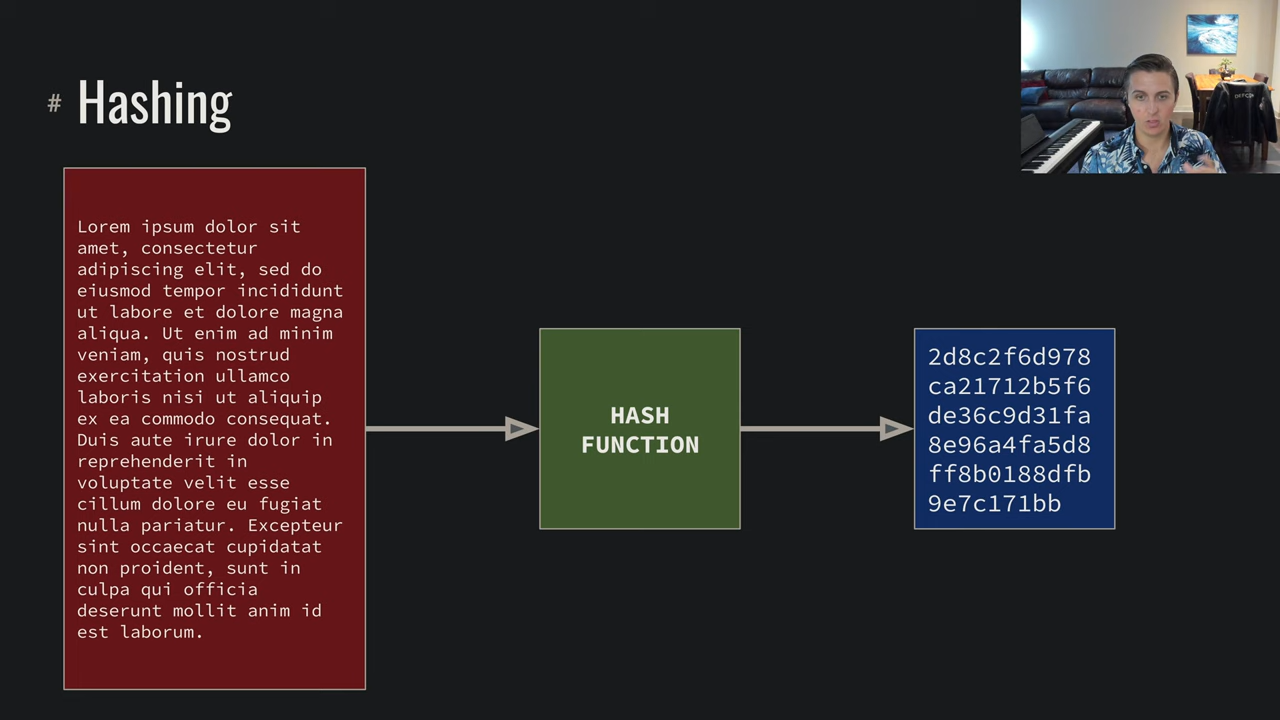 # Hashing
Lorem ipsum dolor sit
amet, consectetur
adipiscing elit, sed do
eiusmod tempor incididunt
ut labore et dolore magna
aliqua. Ut enim ad minim
veniam, quis nostrud
exercitation ullamco
laboris nisi ut aliquip
ex ea commodo consequat.
Duis aute irure dolor in
reprehenderit in
voluptate velit esse
cillum dolore eu fugiat
nulla pariatur. Excepteur
sint occaecat cupidatat
non proident, sunt in
culpa qui officia
deserunt mollit anim id
est laborum.
HASH
FUNCTION
2d8c2f6d978
ca21712b5f6
de36c9d31fa
8e96a4fa5d8
ff8b0188dfb
9e7c171bb